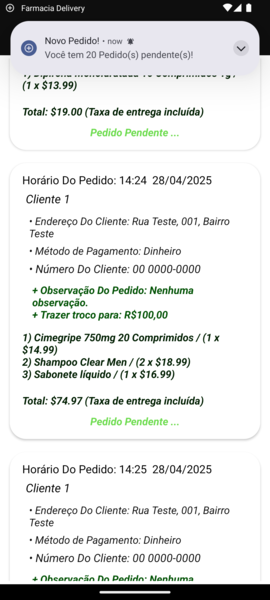 Farmacia Delivery
Novo Pedido! • now
Você tem 20 Pedido(s) pendente(s)!
(1 x $13.99)
Total: $19.00 (Taxa de entrega incluída)
Pedido Pendente ...
Horário Do Pedido: 14:24 28/04/2025
Cliente 1
• Endereço Do Cliente: Rua Teste, 001, Bairro
Teste
• Método de Pagamento: Dinheiro
• Número Do Cliente: 00 0000-0000
+ Observação Do Pedido: Nenhuma
observação.
+ Trazer troco para: R$100,00
1) Cimegripe 750mg 20 Comprimidos / (1 x
$14.99)
2) Shampoo Clear Men / (2 x $18.99)
3) Sabonete líquido / (1 x $16.99)
Total: $74.97 (Taxa de entrega incluída)
Pedido Pendente ...
Horário Do Pedido: 14:25 28/04/2025
Cliente 1
• Endereço Do Cliente: Rua Teste, 001, Bairro
Teste
• Método de Pagamento: Dinheiro
• Número Do Cliente: 00 0000-0000
+ Observação Do Pedido: Nenhuma